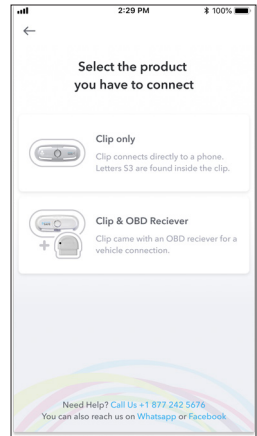 2:29 PM
100%
Select the product
you have to connect
Clip only
Clip connects directly to a phone.
Letters S3 are found inside the clip.
Clip & OBD Reciever
Clip came with an OBD reciever for a
vehicle connection.
Need Help? Call Us +1 877 242 5676
You can also reach us on Whatsapp or Facebook